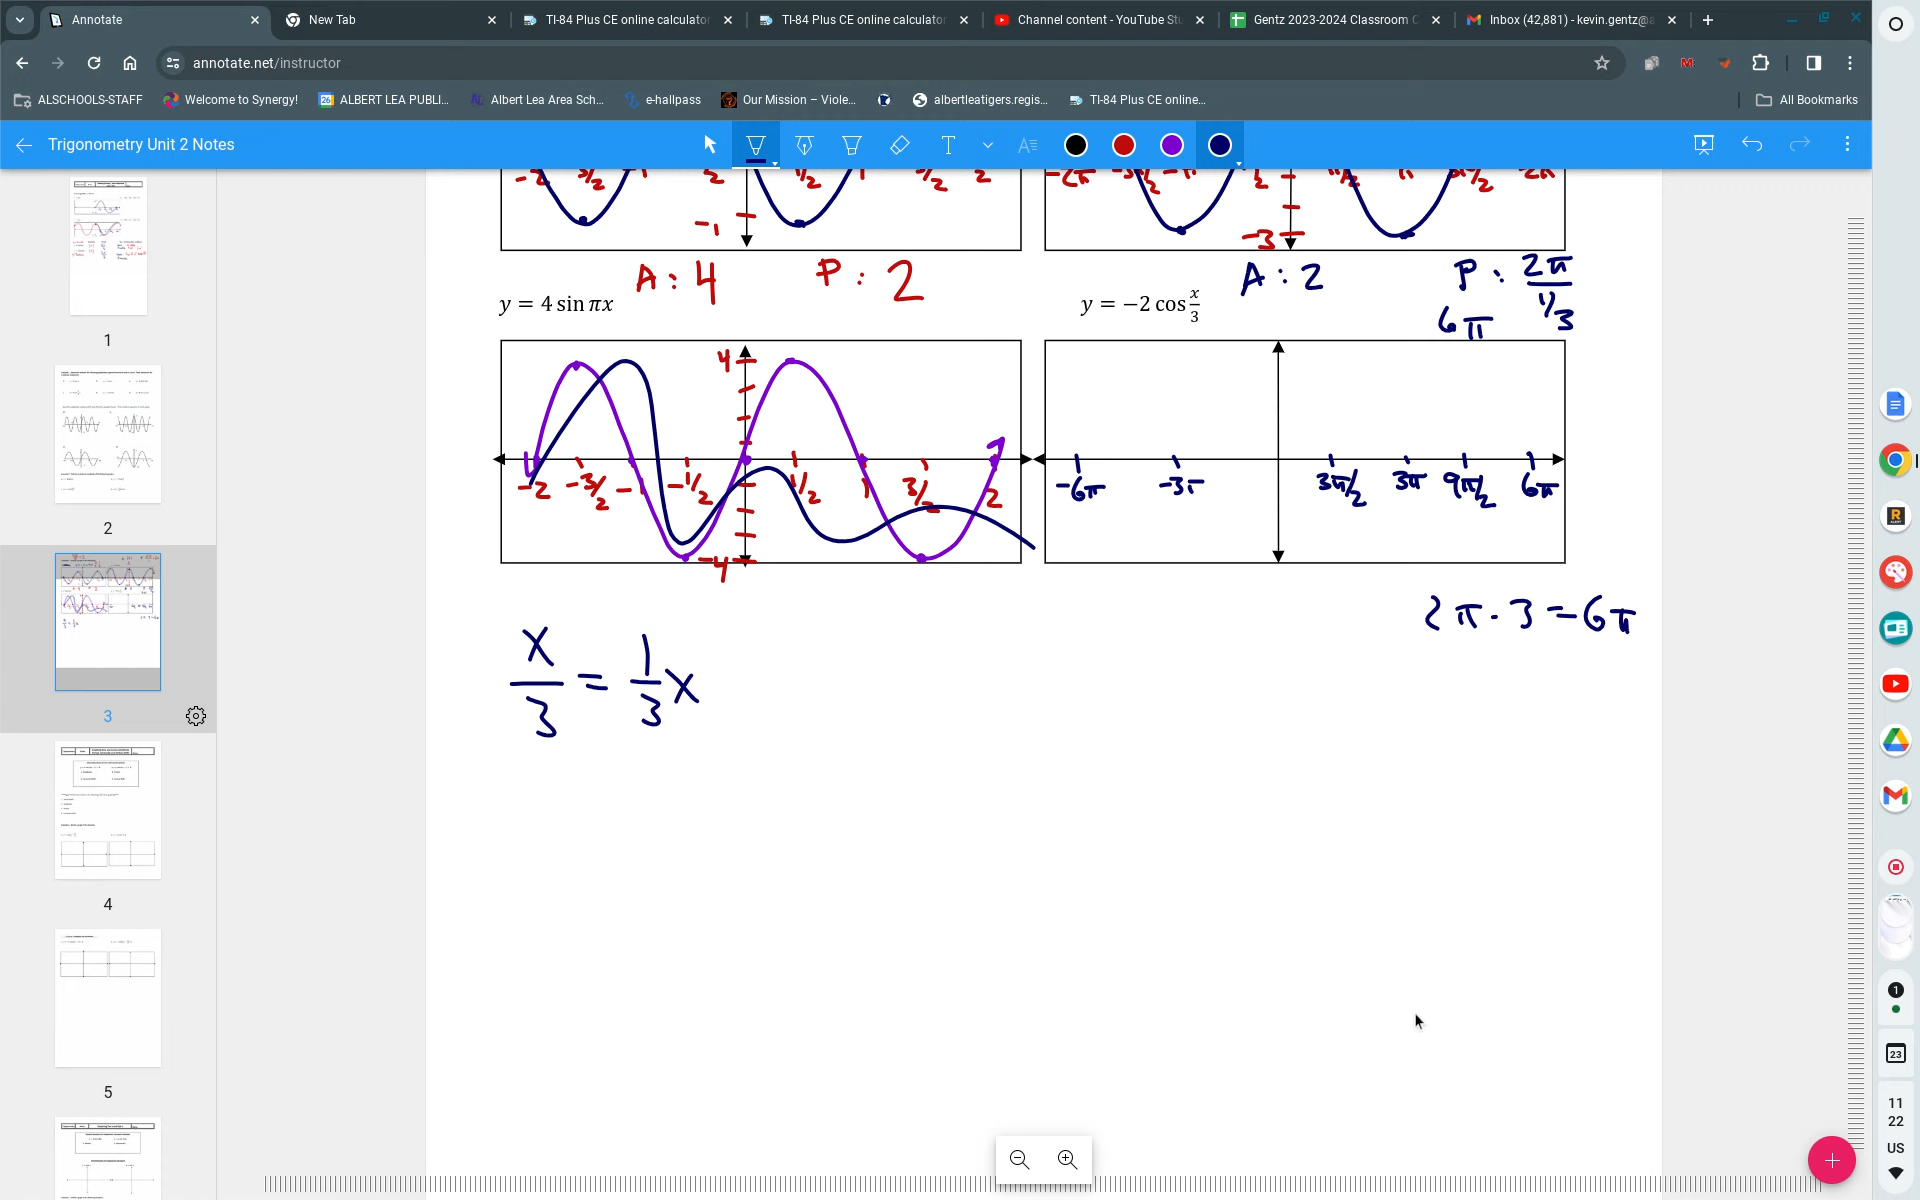 Annotate
New Tab
TI-84 Plus CE online calculator
TI-84 Plus CE online calculator
Channel content - YouTube Stu
Gentz 2023-2024 Classroom C
Inbox (42,881) - kevin.gentz@a
annotate.net/instructor
ALSCHOOLS-STAFF
Welcome to Synergy!
ALBERT LEA PUBLI...
Albert Lea Area Sch...
e-hallpass
Our Mission – Viole...
albertleatigers.regis...
TI-84 Plus CE online...
All Bookmarks
Trigonometry Unit 2 Notes
-1
-3
A : 4 P : 2
A : 2 P : 2π / 1/3
6π
y = 4 sin πx
y = −2 cos x/3
4
-2 -3/2 -1 -1/2 1/2 1 3/2 2
-4
-6π -3π 3π/2 3π 9π/2 6π
2π · 3 = 6π
x/3 = 1/3 x
1
2
3
4
5
1
23
11
22
US